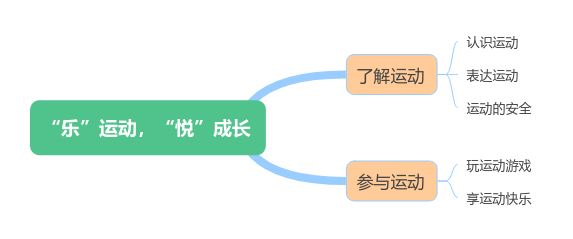 “乐”运动，“悦”成长
了解运动
认识运动
表达运动
运动的安全
参与运动
玩运动游戏
享运动快乐